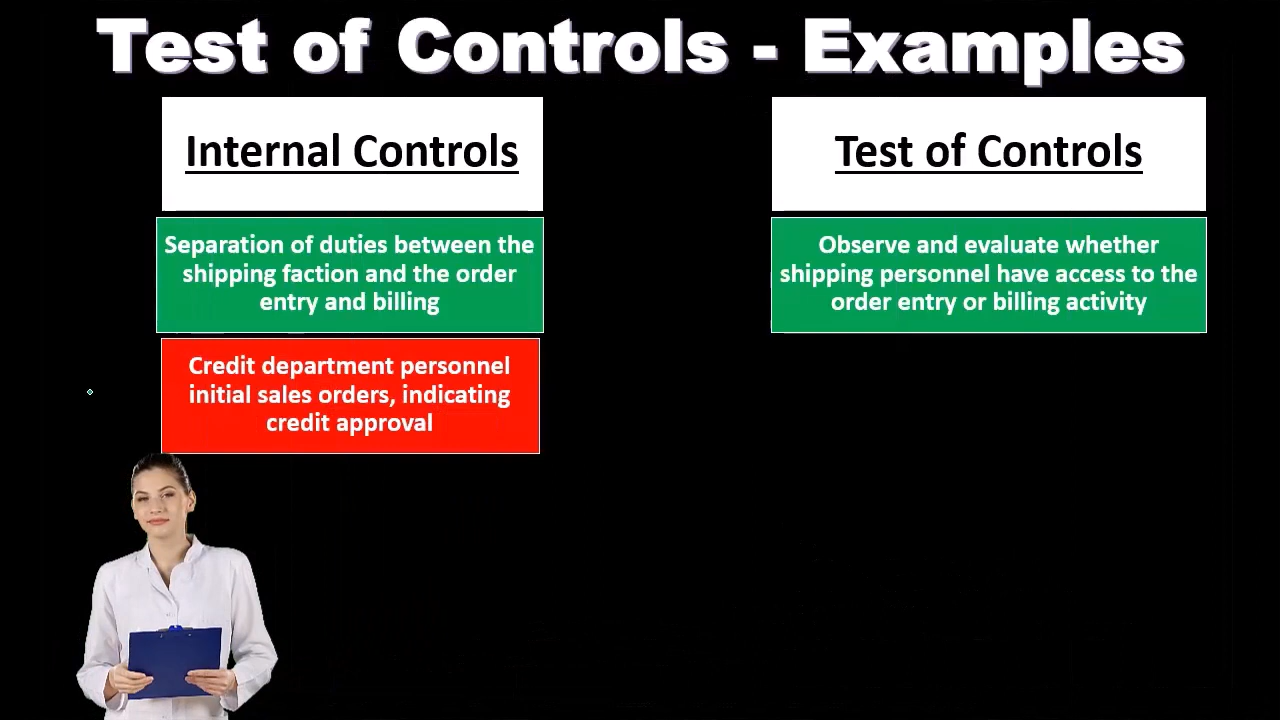 Test of Controls - Examples
Internal Controls
Test of Controls
Separation of duties between the
shipping faction and the order
entry and billing
Observe and evaluate whether
shipping personnel have access to the
order entry or billing activity
Credit department personnel
initial sales orders, indicating
credit approval